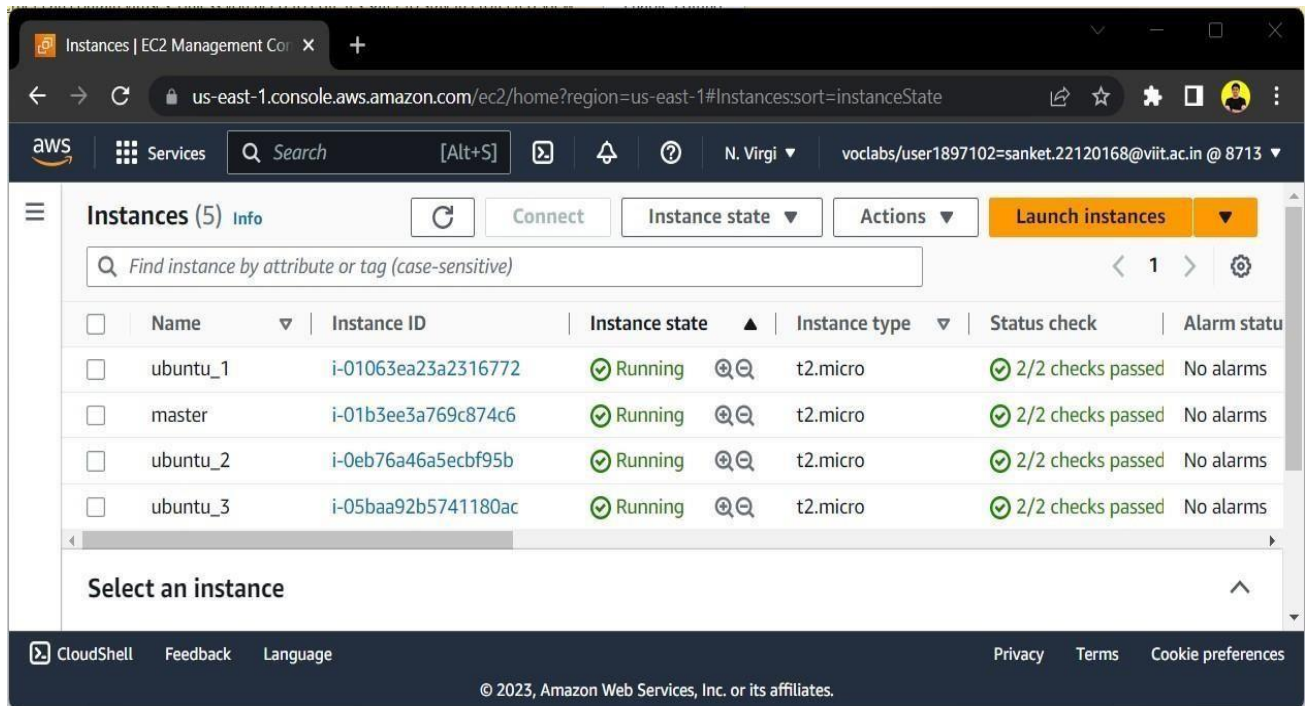 Instances | EC2 Management Cor
us-east-1.console.aws.amazon.com/ec2/home?region=us-east-1#Instances:sort=instanceState
aws Services Search [Alt+S] N. Virgi voclabs/user1897102=sanket.22120168@viit.ac.in @ 8713
Instances (5) Info Connect Instance state Actions Launch instances
Find instance by attribute or tag (case-sensitive) 1
Name Instance ID Instance state Instance type Status check Alarm statu
ubuntu_1 i-01063ea23a2316772 Running t2.micro 2/2 checks passed No alarms
master i-01b3ee3a769c874c6 Running t2.micro 2/2 checks passed No alarms
ubuntu_2 i-0eb76a46a5ecbf95b Running t2.micro 2/2 checks passed No alarms
ubuntu_3 i-05baa92b5741180ac Running t2.micro 2/2 checks passed No alarms
Select an instance
CloudShell Feedback Language Privacy Terms Cookie preferences
© 2023, Amazon Web Services, Inc. or its affiliates.